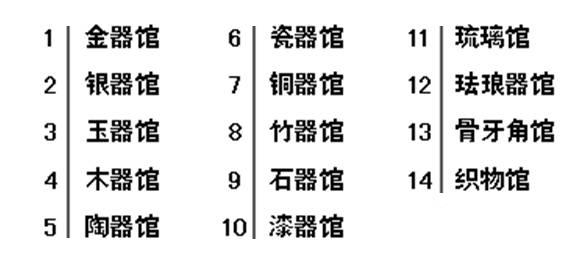 1 金器馆
2 银器馆
3 玉器馆
4 木器馆
5 陶器馆
6 瓷器馆
7 铜器馆
8 竹器馆
9 石器馆
10 漆器馆
11 琉璃馆
12 珐琅器馆
13 骨牙角馆
14 织物馆